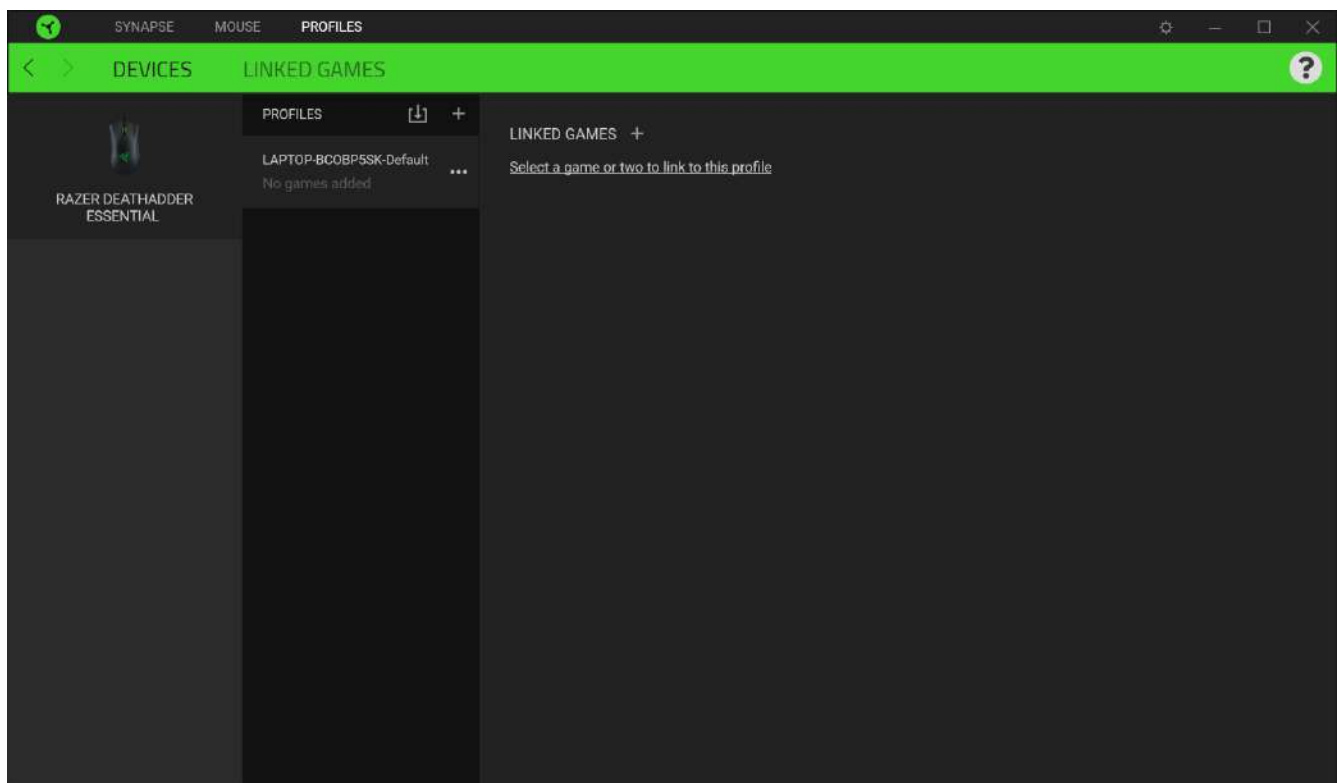 SYNAPSE MOUSE PROFILES
DEVICES LINKED GAMES
?
RAZER DEATHADDER
ESSENTIAL
PROFILES
LAPTOP-BCOBP5SK-Default
No games added
LINKED GAMES +
Select a game or two to link to this profile